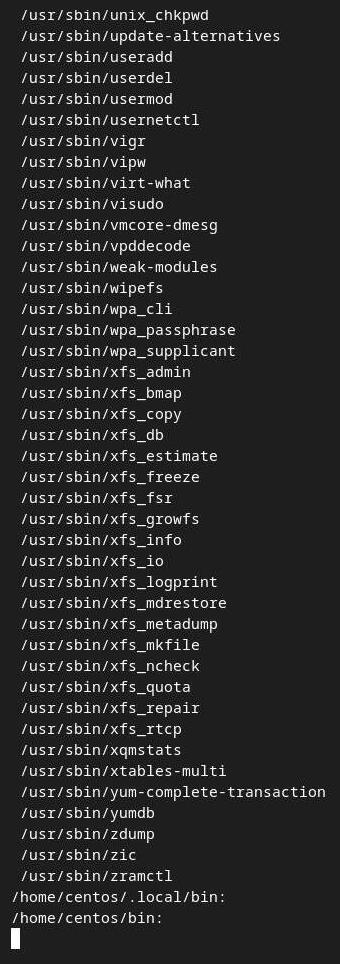 /usr/sbin/unix_chkpwd
/usr/sbin/update-alternatives
/usr/sbin/useradd
/usr/sbin/userdel
/usr/sbin/usermod
/usr/sbin/usernetctl
/usr/sbin/vigr
/usr/sbin/vipw
/usr/sbin/virt-what
/usr/sbin/visudo
/usr/sbin/vmcore-dmesg
/usr/sbin/vpddecode
/usr/sbin/weak-modules
/usr/sbin/wipefs
/usr/sbin/wpa_cli
/usr/sbin/wpa_passphrase
/usr/sbin/wpa_supplicant
/usr/sbin/xfs_admin
/usr/sbin/xfs_bmap
/usr/sbin/xfs_copy
/usr/sbin/xfs_db
/usr/sbin/xfs_estimate
/usr/sbin/xfs_freeze
/usr/sbin/xfs_fsr
/usr/sbin/xfs_growfs
/usr/sbin/xfs_info
/usr/sbin/xfs_io
/usr/sbin/xfs_logprint
/usr/sbin/xfs_mdrestore
/usr/sbin/xfs_metadump
/usr/sbin/xfs_mkfile
/usr/sbin/xfs_ncheck
/usr/sbin/xfs_quota
/usr/sbin/xfs_repair
/usr/sbin/xfs_rtcp
/usr/sbin/xqmstats
/usr/sbin/xtables-multi
/usr/sbin/yum-complete-transaction
/usr/sbin/yumdb
/usr/sbin/zdump
/usr/sbin/zic
/usr/sbin/zramctl
/home/centos/.local/bin:
/home/centos/bin: